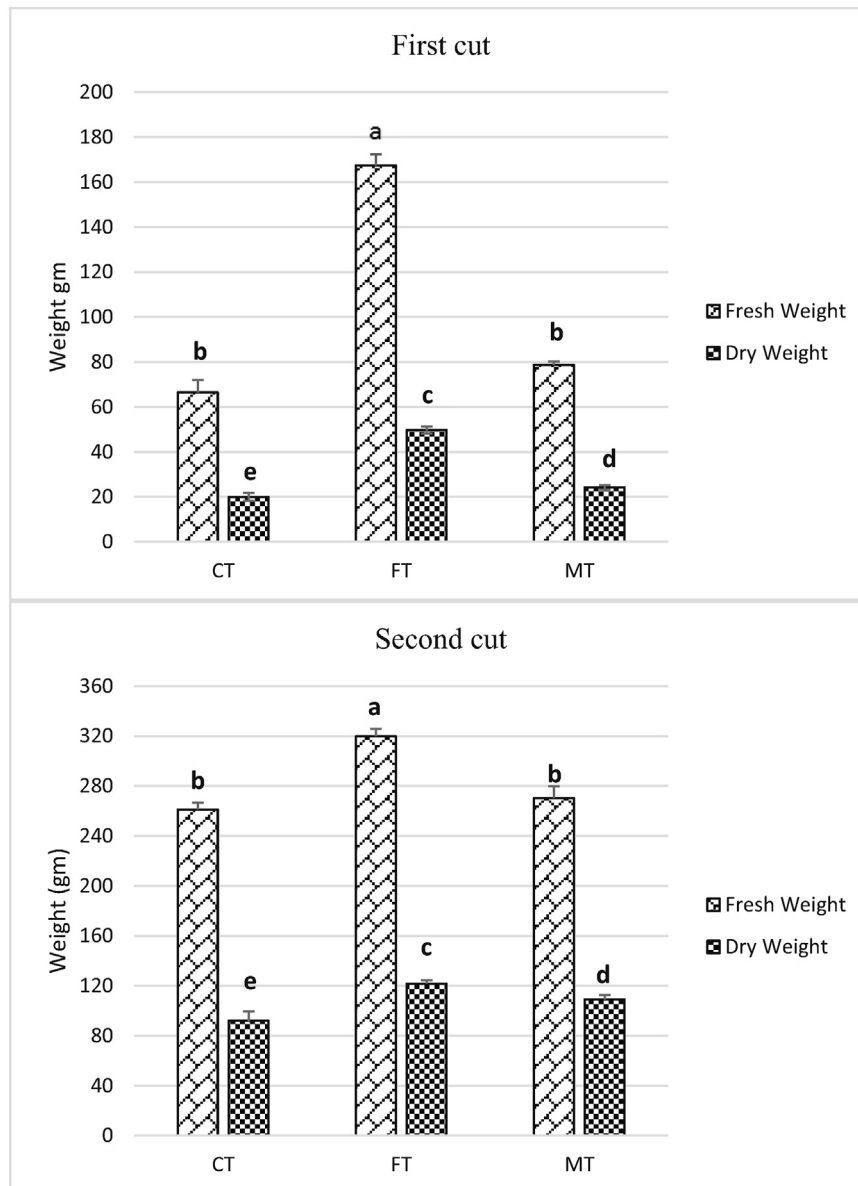 First cut
Weight gm
200
180
160
140
120
100
80
60
40
20
0
a
b
b
c
e
d
CT
FT
MT
Fresh Weight
Dry Weight
Second cut
Weight (gm)
360
320
280
240
200
160
120
80
40
0
a
b
b
c
e
d
CT
FT
MT
Fresh Weight
Dry Weight